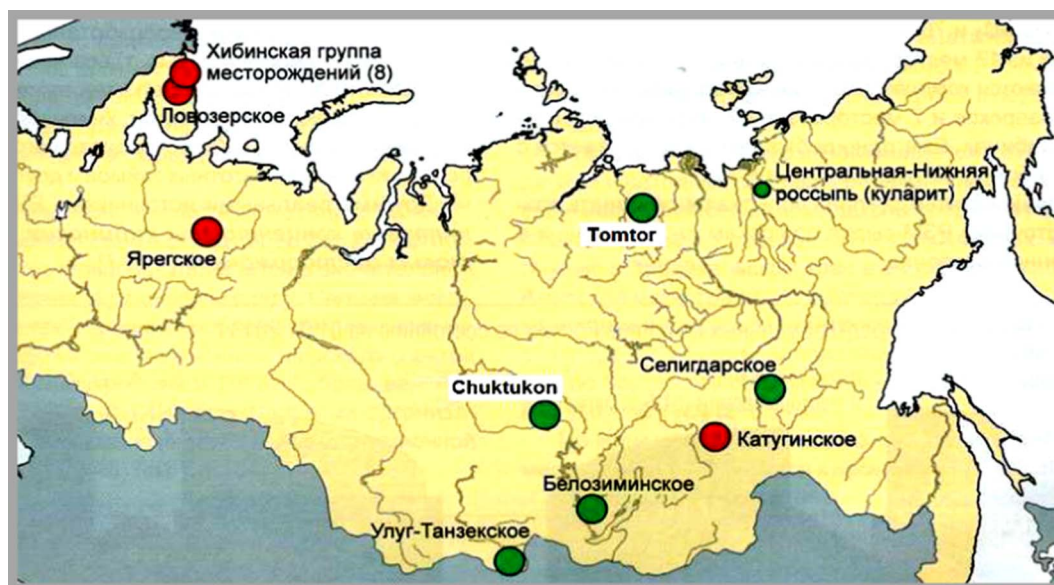 Хибинская группа
месторождений (8)
Ловозерское
Центральная-Нижняя
россыпь (куларит)
Tomtor
Ярегское
Селигдарское
Chuktukon
Катугинское
Белозиминское
Улуг-Танзекское